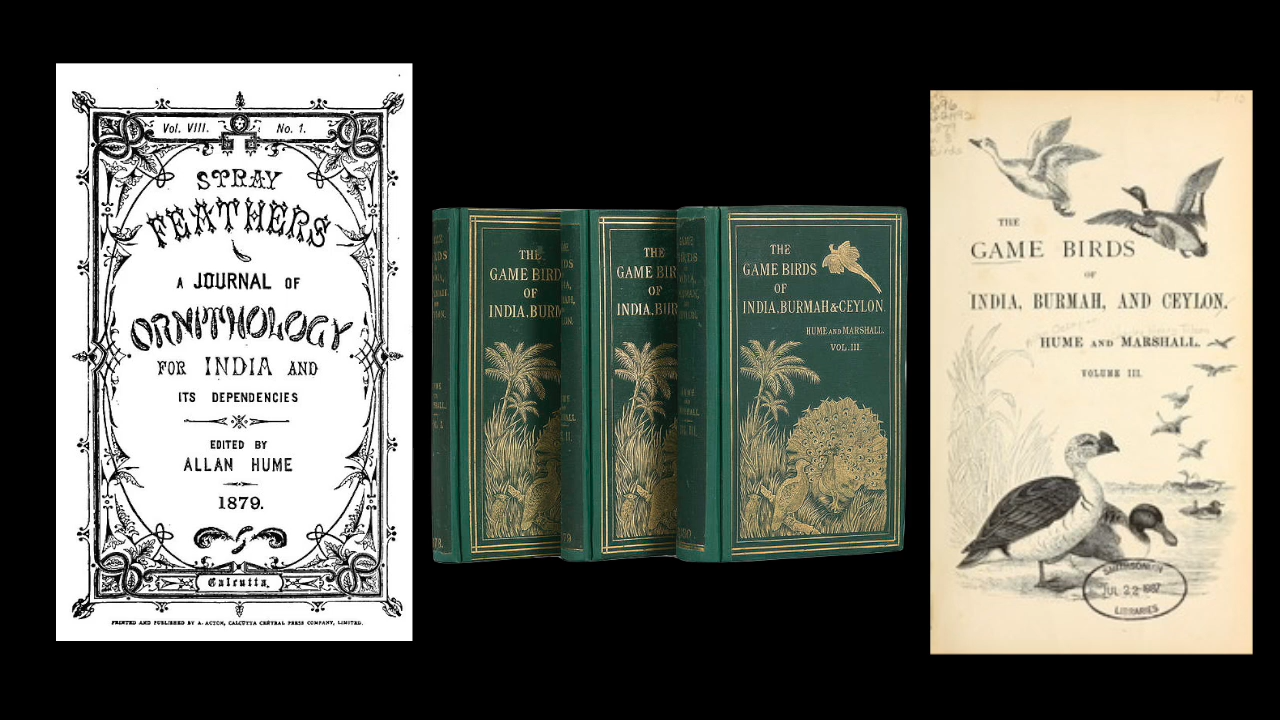 Vol. VIII. No. 1.
STRAY
FEATHERS
A JOURNAL OF
ORNITHOLOGY
FOR INDIA AND
ITS DEPENDENCIES
EDITED BY
ALLAN HUME
1879.
Calcutta.
PRINTED AND PUBLISHED BY A. ACTON, CALCUTTA CENTRAL PRESS COMPANY, LIMITED.
THE
GAME BIRD
OF
INDIA, BURM
THE
GAME BIR
OF
INDIA, BUR
THE
GAME BIRDS
OF
INDIA, BURMAH & CEYLON.
HUME AND MARSHALL.
VOL. III.
THE
GAME BIRDS
OF
INDIA, BURMAH, AND CEYLON.
HUME AND MARSHALL.
VOLUME III.
SMITHSONIAN
JUL 22 1987
LIBRARIES